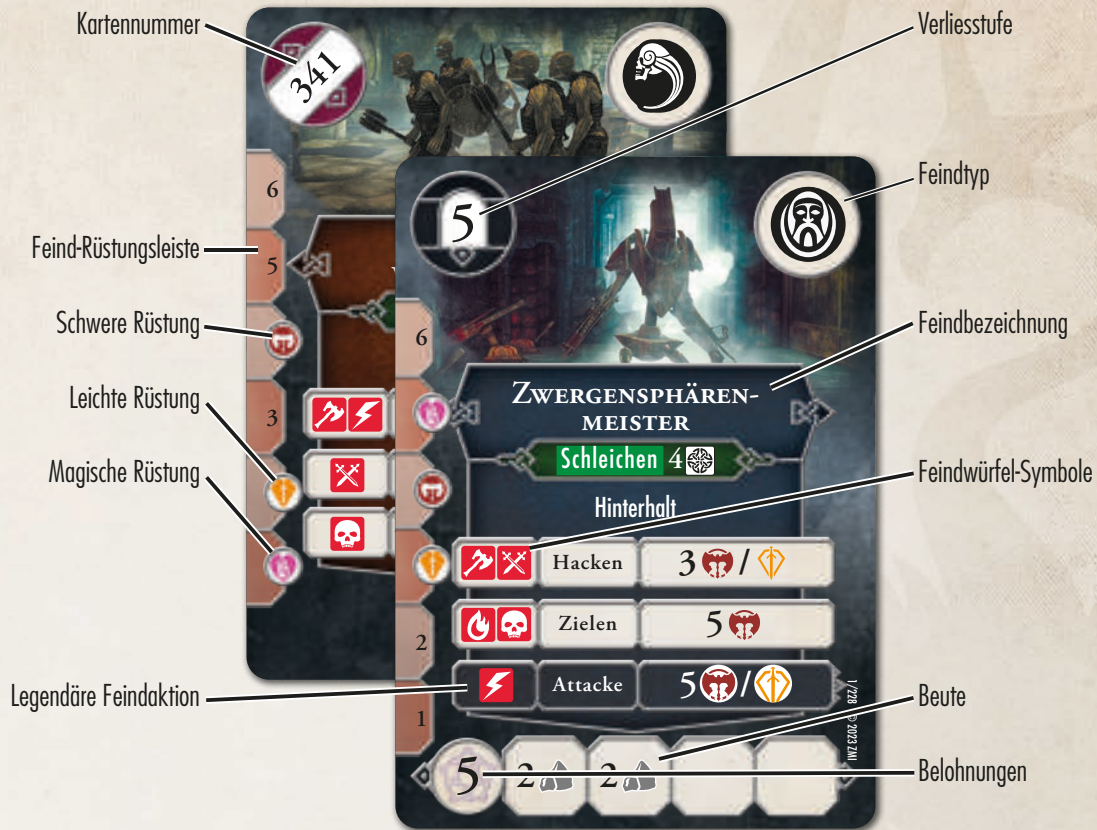 Kartennummer
Verliesstufe
341
Feindtyp
5
6
Feind-Rüstungsleiste
5
Schwere Rüstung
Feindbezeichnung
6
Leichte Rüstung
3
ZWERGENSPHÄREN-
MEISTER
Schleichen 4
Magische Rüstung
Feindwürfel-Symbole
Hinterhalt
Hacken 3 /
Zielen 5
2
Legendäre Feindaktion
Attacke 5 /
1
1/228 © 2023 ZMI
Beute
5 2 2
Belohnungen